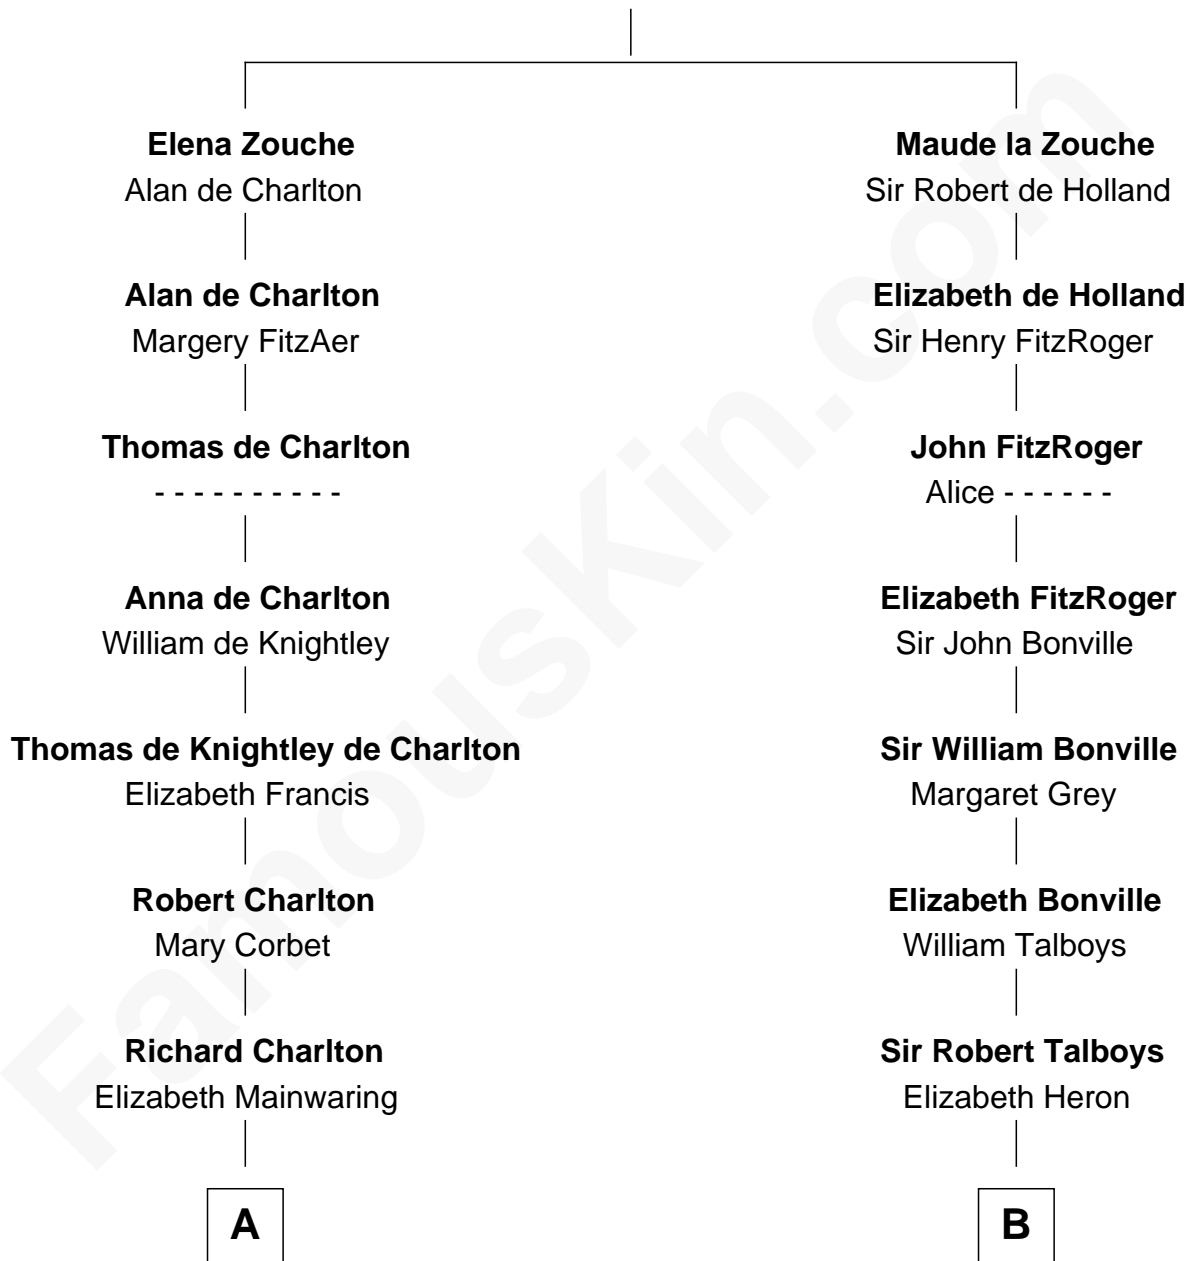 Elena Zouche
Alan de Charlton
Alan de Charlton
Margery FitzAer
Thomas de Charlton
- - - - - - - - - -
Anna de Charlton
William de Knightley
Thomas de Knightley de Charlton
Elizabeth Francis
Robert Charlton
Mary Corbet
Richard Charlton
Elizabeth Mainwaring
A
Maude la Zouche
Sir Robert de Holland
Elizabeth de Holland
Sir Henry FitzRoger
John FitzRoger
Alice - - - - - -
Elizabeth FitzRoger
Sir John Bonville
Sir William Bonville
Margaret Grey
Elizabeth Bonville
William Talboys
Sir Robert Talboys
Elizabeth Heron
B
FamousKin.com